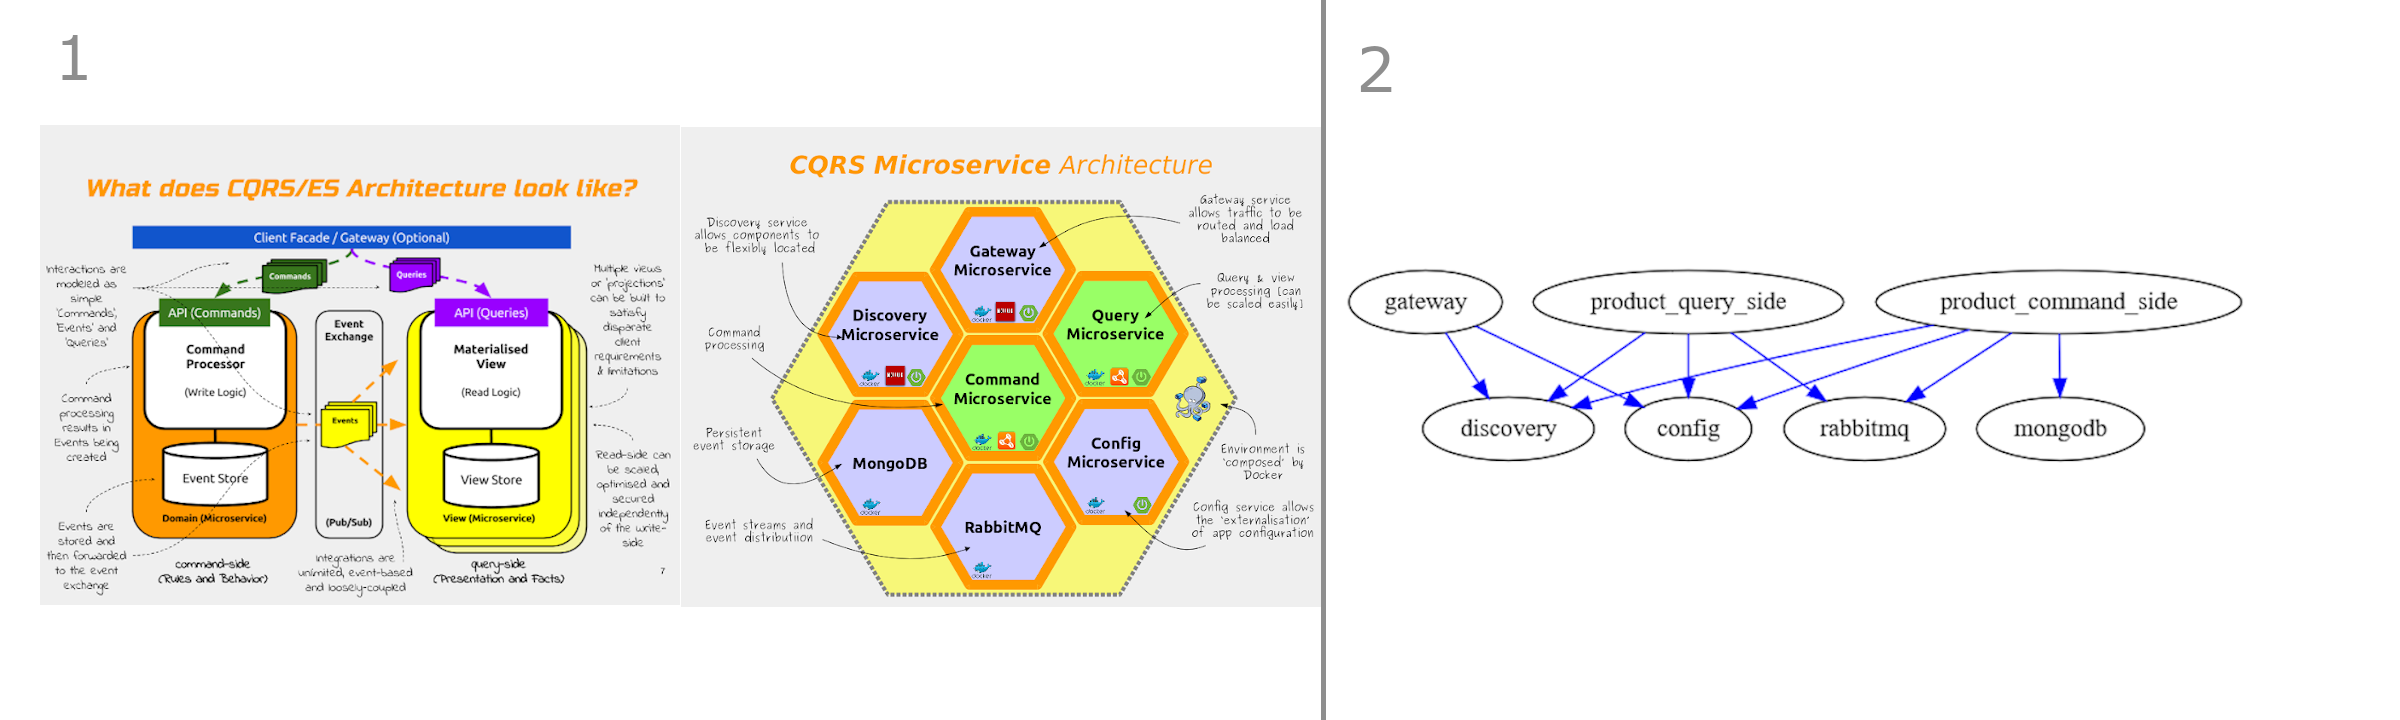 1
What does CQRS/ES Architecture look like?
Client Facade / Gateway (Optional)
Interactions are
modeled as
simple
'Commands',
'Events' and
'Queries'
Commands
Queries
Multiple views
or 'projections'
can be built to
satisfy
disparate
client
requirements
& limitations
API (Commands)
Command
Processor
(Write Logic)
Event
Exchange
API (Queries)
Materialised
View
(Read Logic)
Command
processing
results in
Events being
created
Events
Event Store
View Store
Read-side can
be scaled,
optimised and
secured
independently
of the write-
side
Domain (Microservice)
(Pub/Sub)
View (Microservice)
Events are
stored and
then forwarded
to the event
exchange
command-side
(Rules and Behavior)
integrations are
unlimited, event-based
and loosely-coupled
query-side
(Presentation and Facts)
7
CQRS Microservice Architecture
Discovery service
allows components to
be flexibly located
Gateway service
allows traffic to be
routed and load
balanced
Gateway
Microservice
Query & view
processing [can
be scaled easily]
Discovery
Microservice
Query
Microservice
Command
processing
docker
docker
docker
Command
Microservice
docker
Persistent
event storage
MongoDB
docker
Config
Microservice
docker
Environment is
'composed' by
Docker
Event streams and
event distributiion
RabbitMQ
docker
Config service allows
the 'externalisation'
of app configuration
2
gateway
product_query_side
product_command_side
discovery
config
rabbitmq
mongodb